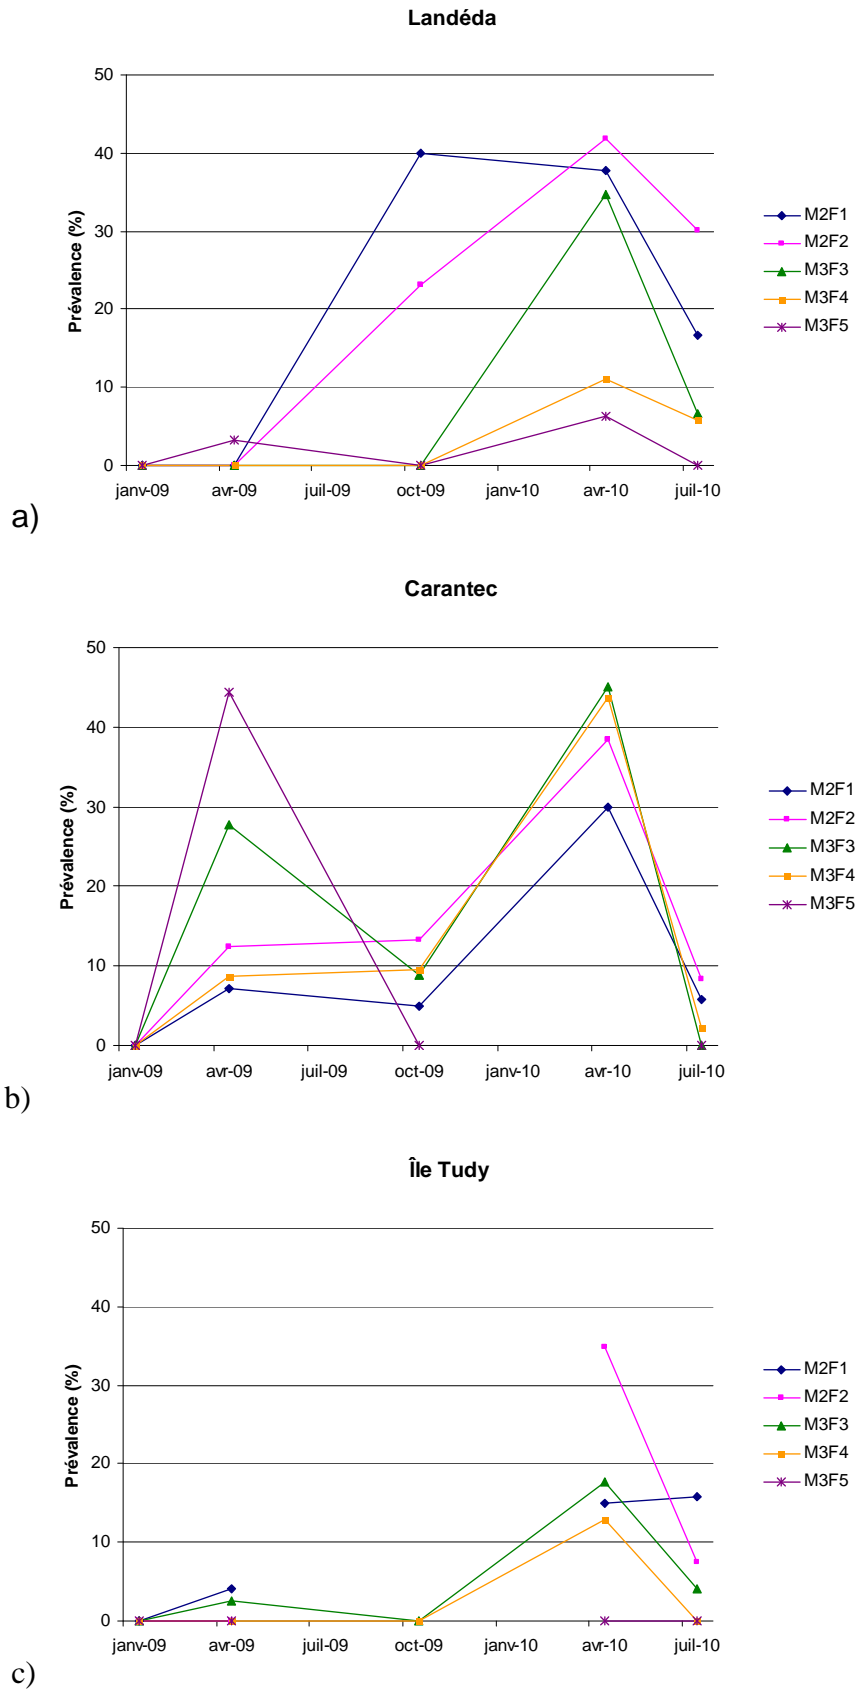 Landéda
Prévalence (%)
50
40
30
20
10
0
janv-09 avr-09 juil-09 oct-09 janv-10 avr-10 juil-10
M2F1
M2F2
M3F3
M3F4
M3F5
a)
Carantec
Prévalence (%)
50
40
30
20
10
0
janv-09 avr-09 juil-09 oct-09 janv-10 avr-10 juil-10
M2F1
M2F2
M3F3
M3F4
M3F5
b)
Île Tudy
Prévalence (%)
50
40
30
20
10
0
janv-09 avr-09 juil-09 oct-09 janv-10 avr-10 juil-10
M2F1
M2F2
M3F3
M3F4
M3F5
c)